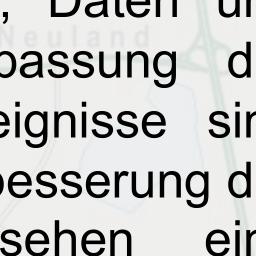 , Daten un
Neuland
passung d
eignisse sin
besserung d
sehen ein